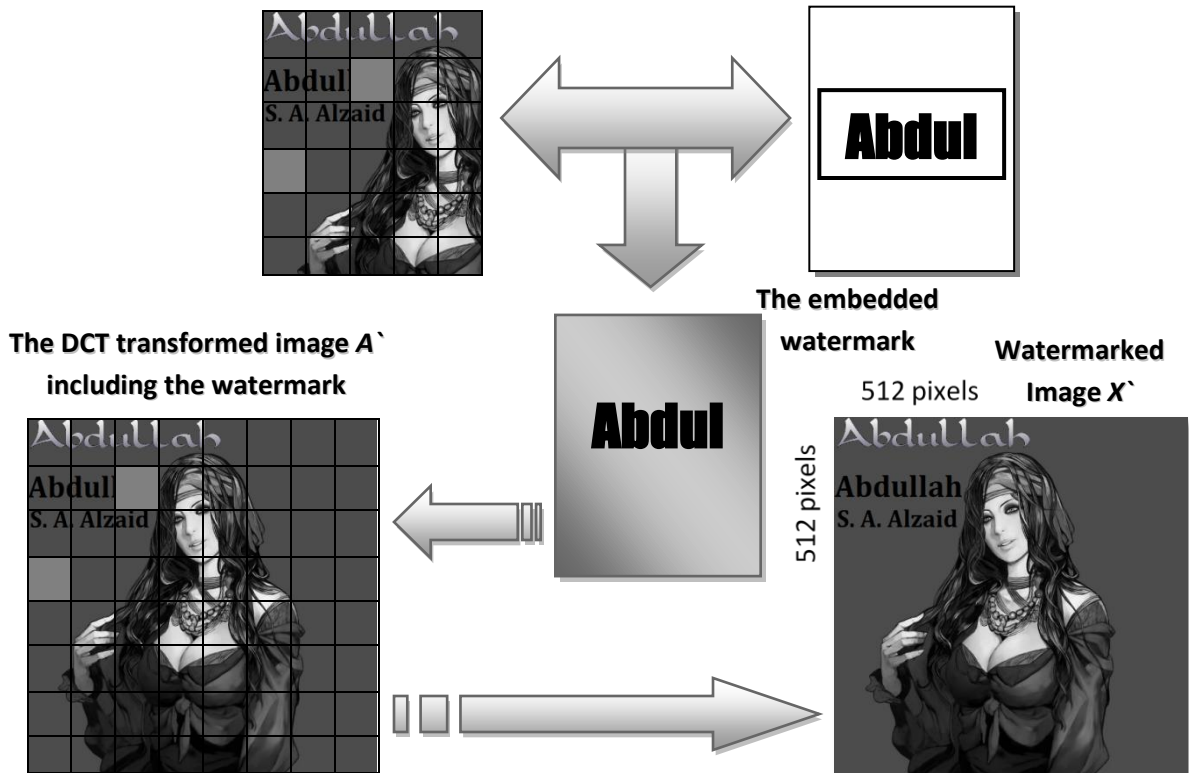 Abdullah
Abdull
S. A. Alzaid
Abdul
The embedded
watermark
Abdul
The DCT transformed image A`
including the watermark
Abdullah
Abdull
S. A. Alzaid
Watermarked
Image X`
512 pixels
512 pixels
Abdullah
Abdullah
S. A. Alzaid